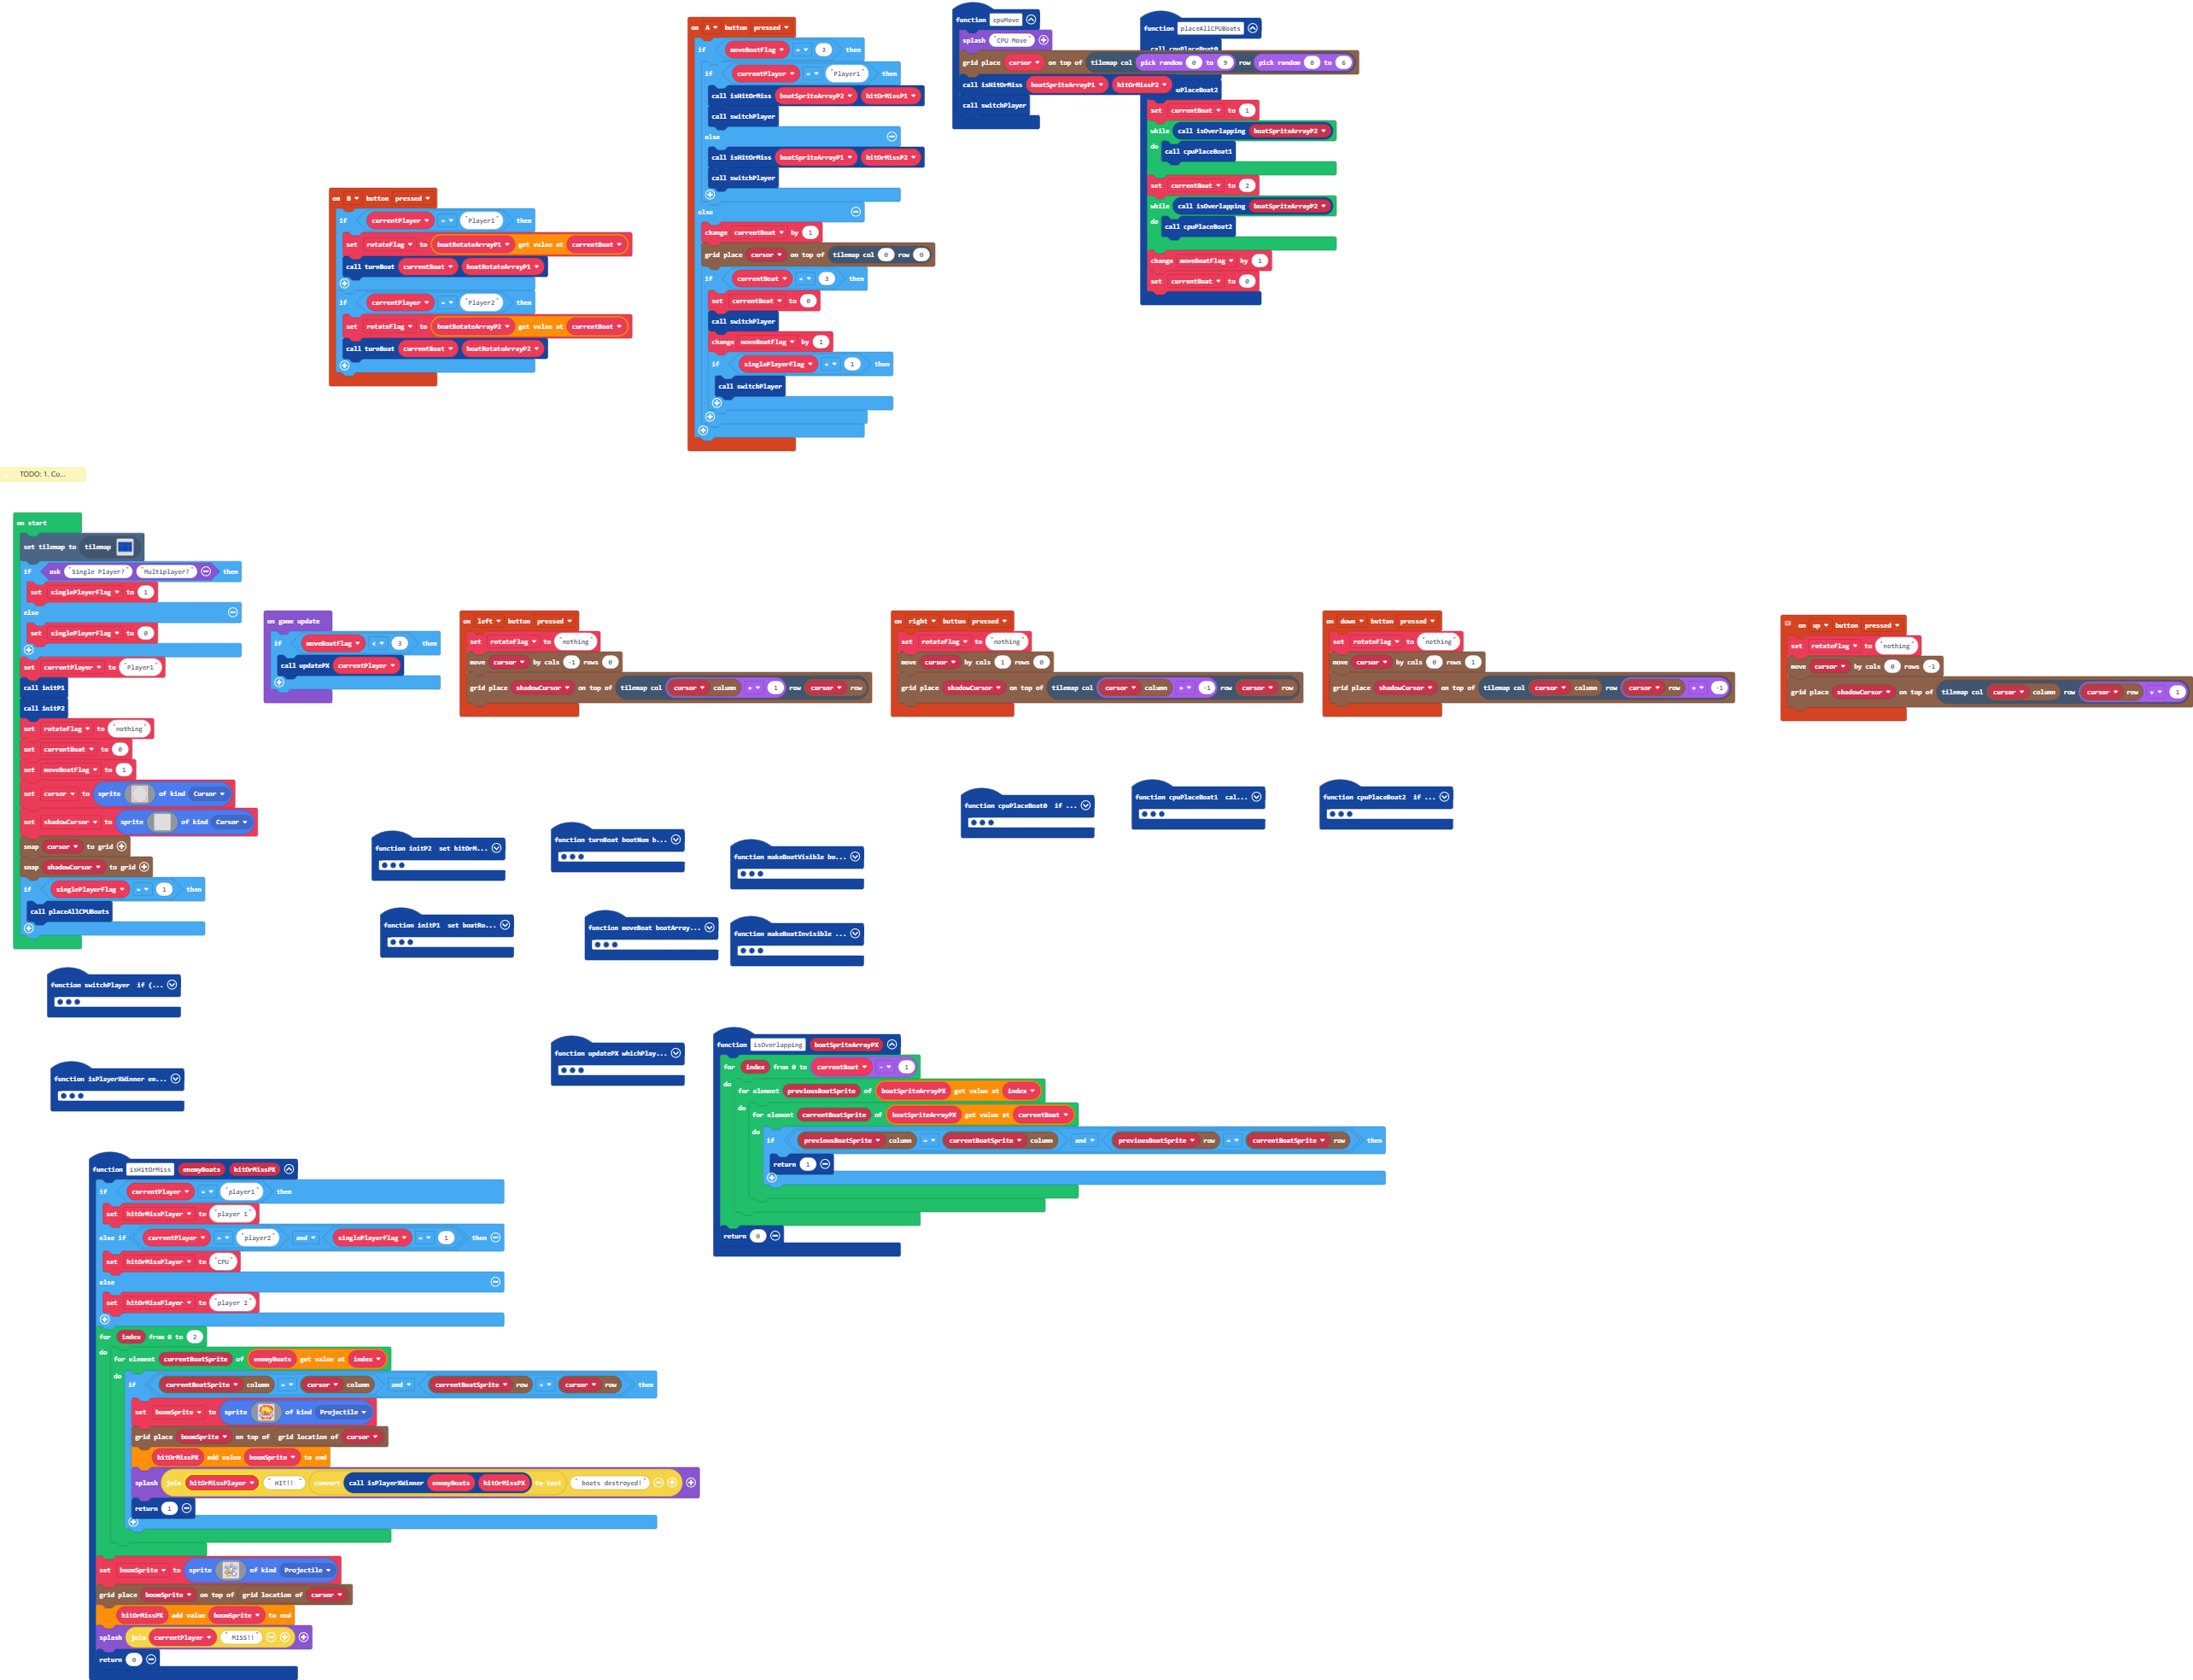 on A button pressed
if moveBoatFlag = 3 then
if currentPlayer = "Player1" then
call isHitOrMiss boatSpriteArrayP2 hitOrMissP1
call switchPlayer
else
call isHitOrMiss boatSpriteArrayP1 hitOrMissP2
call switchPlayer
else
change currentBoat by 1
grid place cursor on top of tilemap col 0 row 0
if currentBoat = 3 then
set currentBoat to 0
call switchPlayer
change moveBoatFlag by 1
if singlePlayerFlag = 1 then
call switchPlayer
function cpuMove
splash "CPU Move"
grid place cursor on top of tilemap col pick random 0 to 9 row pick random 0 to 6
call isHitOrMiss boatSpriteArrayP1 hitOrMissP2
call switchPlayer
function placeAllCPUBoats
call cpuPlaceBoat0
uPlaceBoat2
set currentBoat to 1
while call isOverlapping boatSpriteArrayP2
do call cpuPlaceBoat1
set currentBoat to 2
while call isOverlapping boatSpriteArrayP2
do call cpuPlaceBoat2
change moveBoatFlag by 1
set currentBoat to 0
on B button pressed
if currentPlayer = "Player1" then
set rotateFlag to boatRotateArrayP1 get value at currentBoat
call turnBoat currentBoat boatRotateArrayP1
if currentPlayer = "Player2" then
set rotateFlag to boatRotateArrayP2 get value at currentBoat
call turnBoat currentBoat boatRotateArrayP2
TODO: 1. Co...
on start
set tilemap to tilemap
if ask "Single Player?" "Multiplayer?" then
set singlePlayerFlag to 1
else
set singlePlayerFlag to 0
set currentPlayer to "Player1"
call initP1
call initP2
set rotateFlag to "nothing"
set currentBoat to 0
set moveBoatFlag to 1
set cursor to sprite of kind Cursor
set shadowCursor to sprite of kind Cursor
snap cursor to grid
snap shadowCursor to grid
if singlePlayerFlag = 1 then
call placeAllCPUBoats
on game update
if moveBoatFlag < 3 then
call updatePX currentPlayer
on left button pressed
set rotateFlag to "nothing"
move cursor by cols -1 rows 0
grid place shadowCursor on top of tilemap col cursor column + 1 row cursor row
on right button pressed
set rotateFlag to "nothing"
move cursor by cols 1 rows 0
grid place shadowCursor on top of tilemap col cursor column + -1 row cursor row
on down button pressed
set rotateFlag to "nothing"
move cursor by cols 0 rows 1
grid place shadowCursor on top of tilemap col cursor column row cursor row + -1
on up button pressed
set rotateFlag to "nothing"
move cursor by cols 0 rows -1
grid place shadowCursor on top of tilemap col cursor column row cursor row + 1
function cpuPlaceBoat0 if ...
function cpuPlaceBoat1 cal...
function cpuPlaceBoat2 if ...
function initP2 set hitOrM...
function turnBoat boatNum b...
function makeBoatVisible bo...
function initP1 set boatRo...
function moveBoat boatArray...
function makeBoatInvisible ...
function switchPlayer if (...
function isPlayerXWinner en...
function updatePX whichPlay...
function isOverlapping boatSpriteArrayPX
for index from 0 to currentBoat - 1
do for element previousBoatSprite of boatSpriteArrayPX get value at index
do for element currentBoatSprite of boatSpriteArrayPX get value at currentBoat
do if previousBoatSprite column = currentBoatSprite column and previousBoatSprite row = currentBoatSprite row then
return 1
return 0
function isHitOrMiss enemyBoats hitOrMissPX
if currentPlayer = "player1" then
set hitOrMissPlayer to "player 1"
else if currentPlayer = "player2" and singlePlayerFlag = 1 then
set hitOrMissPlayer to "CPU"
else
set hitOrMissPlayer to "player 2"
for index from 0 to 2
do for element currentBoatSprite of enemyBoats get value at index
do if currentBoatSprite column = cursor column and currentBoatSprite row = cursor row then
set boomSprite to sprite of kind Projectile
grid place boomSprite on top of grid location of cursor
hitOrMissPX add value boomSprite to end
splash join hitOrMissPlayer " HIT!! " convert call isPlayerXWinner enemyBoats hitOrMissPX to text " boats destroyed!"
return 1
set boomSprite to sprite of kind Projectile
grid place boomSprite on top of grid location of cursor
hitOrMissPX add value boomSprite to end
splash join currentPlayer " MISS!!"
return 0